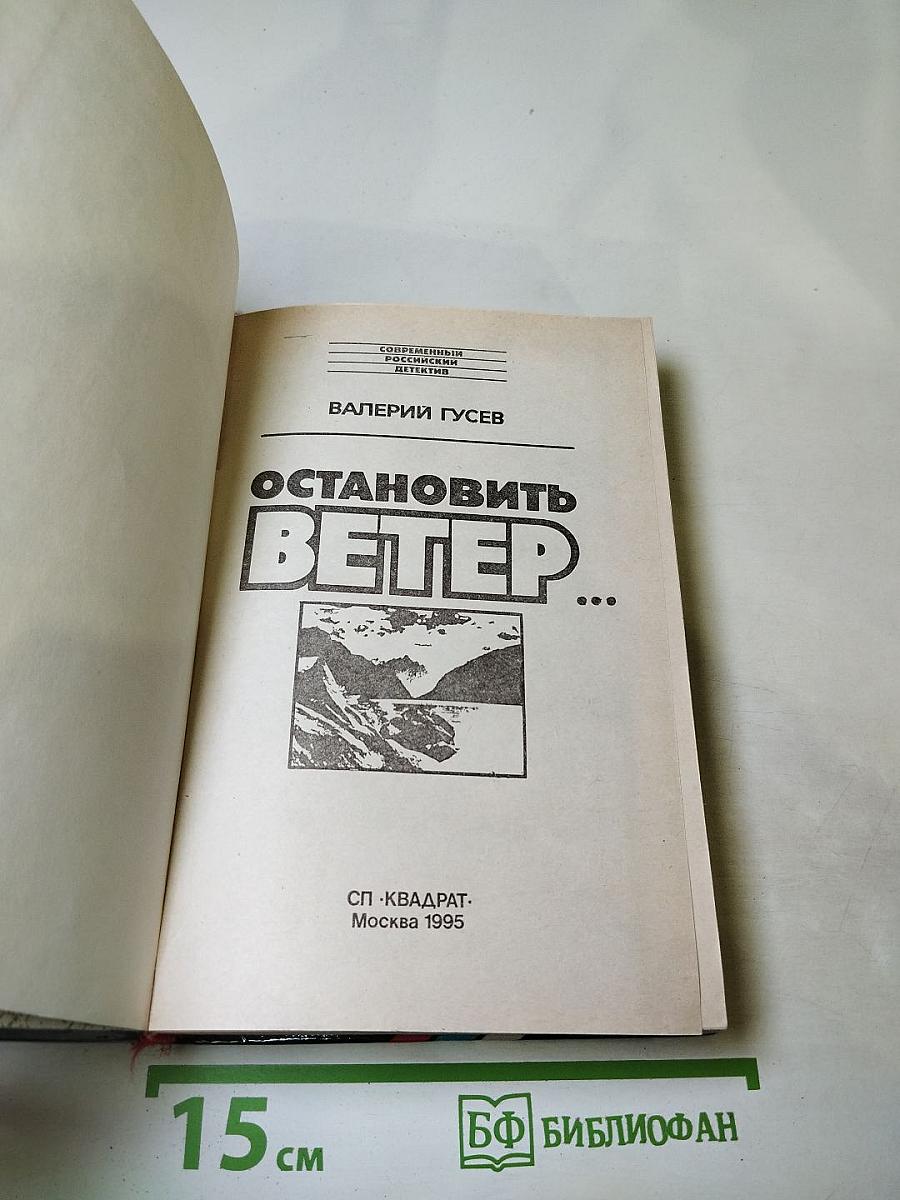 СОВРЕМЕННЫЙ
РОССИЙСКИЙ
ДЕТЕКТИВ
ВАЛЕРИЙ ГУСЕВ
ОСТАНОВИТЬ
ВЕТЕР...
СП «КВАДРАТ»
Москва 1995
15 см
БФ БИБЛИОФАН